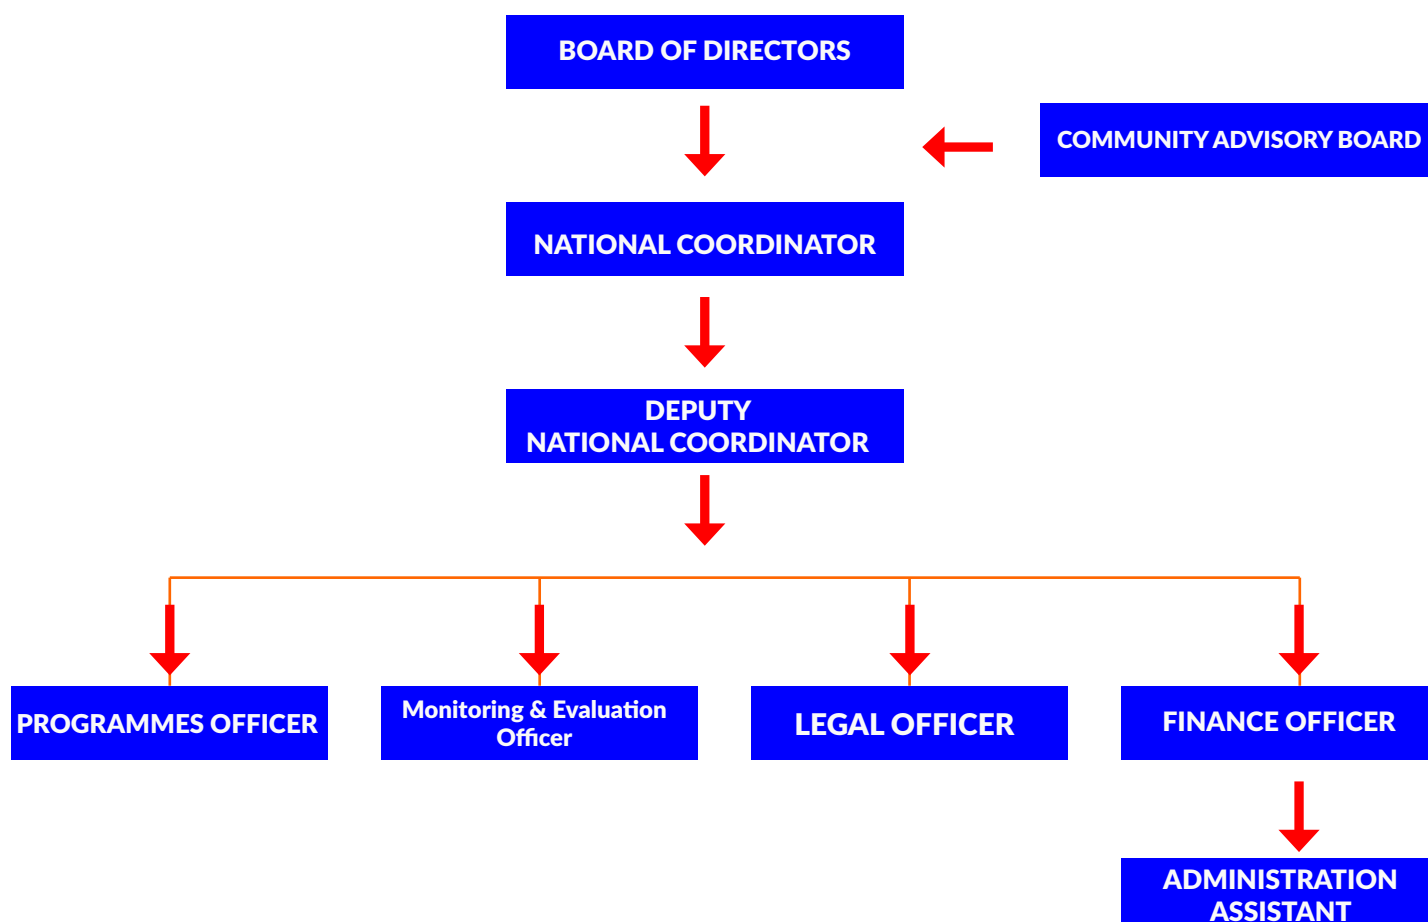 BOARD OF DIRECTORS
COMMUNITY ADVISORY BOARD
NATIONAL COORDINATOR
DEPUTY
NATIONAL COORDINATOR
PROGRAMMES OFFICER
Monitoring & Evaluation
Officer
LEGAL OFFICER
FINANCE OFFICER
ADMINISTRATION
ASSISTANT